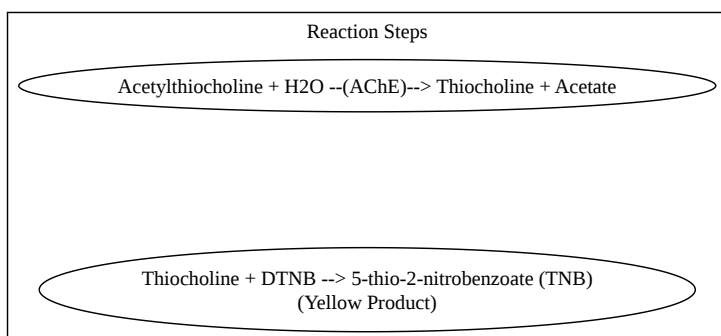 Reaction Steps
Acetylthiocholine + H2O --(AChE)--> Thiocholine + Acetate
Thiocholine + DTNB --> 5-thio-2-nitrobenzoate (TNB)
(Yellow Product)